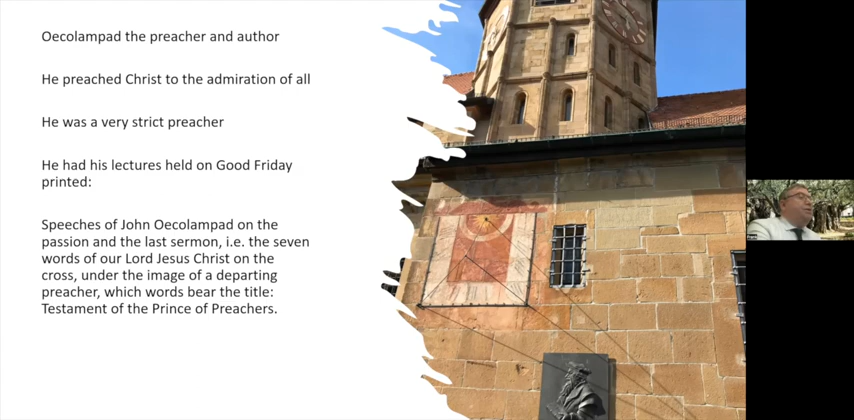 Oecolampad the preacher and author
He preached Christ to the admiration of all
He was a very strict preacher
He had his lectures held on Good Friday
printed:
Speeches of John Oecolampad on the
passion and the last sermon, i.e. the seven
words of our Lord Jesus Christ on the
cross, under the image of a departing
preacher, which words bear the title:
Testament of the Prince of Preachers.